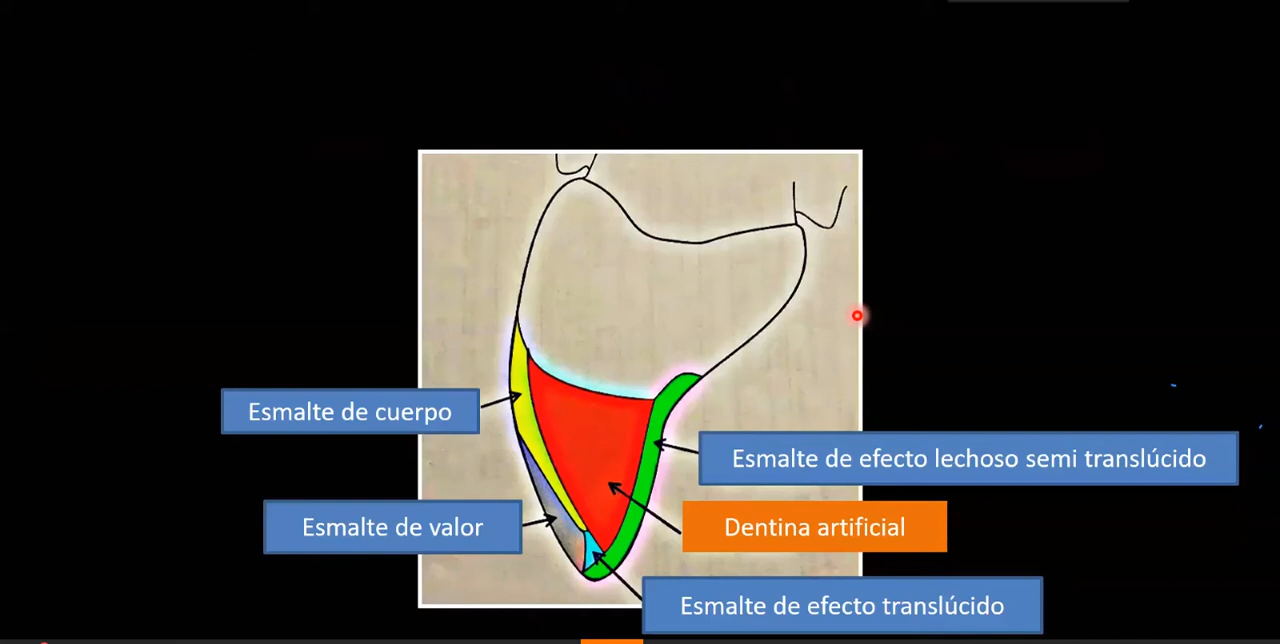 Esmalte de cuerpo
Esmalte de efecto lechoso semi translúcido
Esmalte de valor
Dentina artificial
Esmalte de efecto translúcido